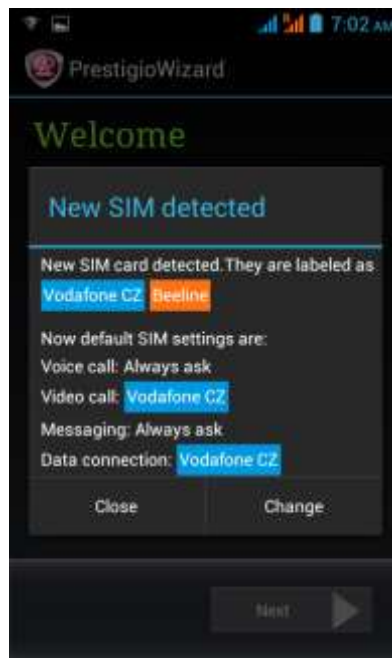 7:02 AM
PrestigioWizard
Welcome
New SIM detected
New SIM card detected.They are labeled as
Vodafone CZ Beeline
Now default SIM settings are:
Voice call: Always ask
Video call: Vodafone CZ
Messaging: Always ask
Data connection: Vodafone CZ
Close Change
Next